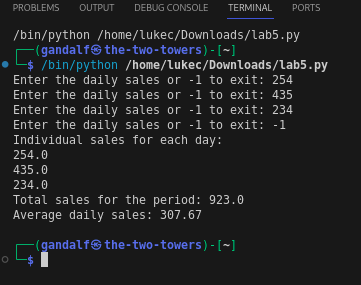 PROBLEMS OUTPUT DEBUG CONSOLE TERMINAL PORTS
/bin/python /home/lukec/Downloads/lab5.py
┌──(gandalf㉿the-two-towers)-[~]
└─$ /bin/python /home/lukec/Downloads/lab5.py
Enter the daily sales or -1 to exit: 254
Enter the daily sales or -1 to exit: 435
Enter the daily sales or -1 to exit: 234
Enter the daily sales or -1 to exit: -1
Individual sales for each day:
254.0
435.0
234.0
Total sales for the period: 923.0
Average daily sales: 307.67
┌──(gandalf㉿the-two-towers)-[~]
└─$